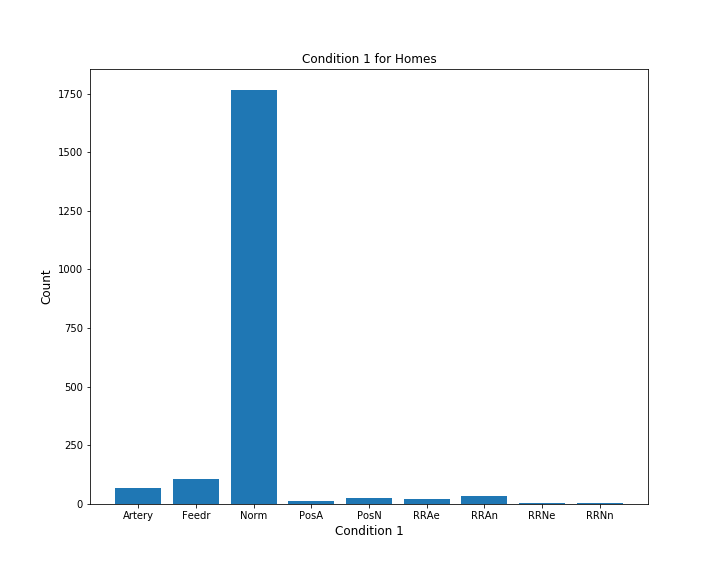 Condition 1 for Homes
Count
1750
1500
1250
1000
750
500
250
0
Artery Feedr Norm PosA PosN RRAe RRAn RRNe RRNn
Condition 1